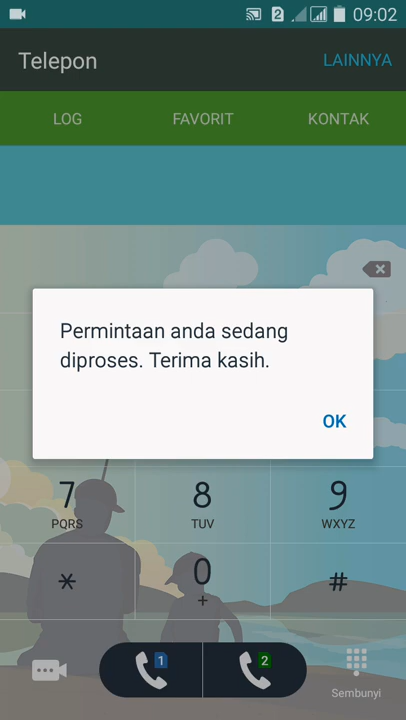 2 09:02
Telepon LAINNYA
LOG FAVORIT KONTAK
Permintaan anda sedang
diproses. Terima kasih.
OK
7 8 9
PQRS TUV WXYZ
* 0 #
+
1 2
Sembunyi